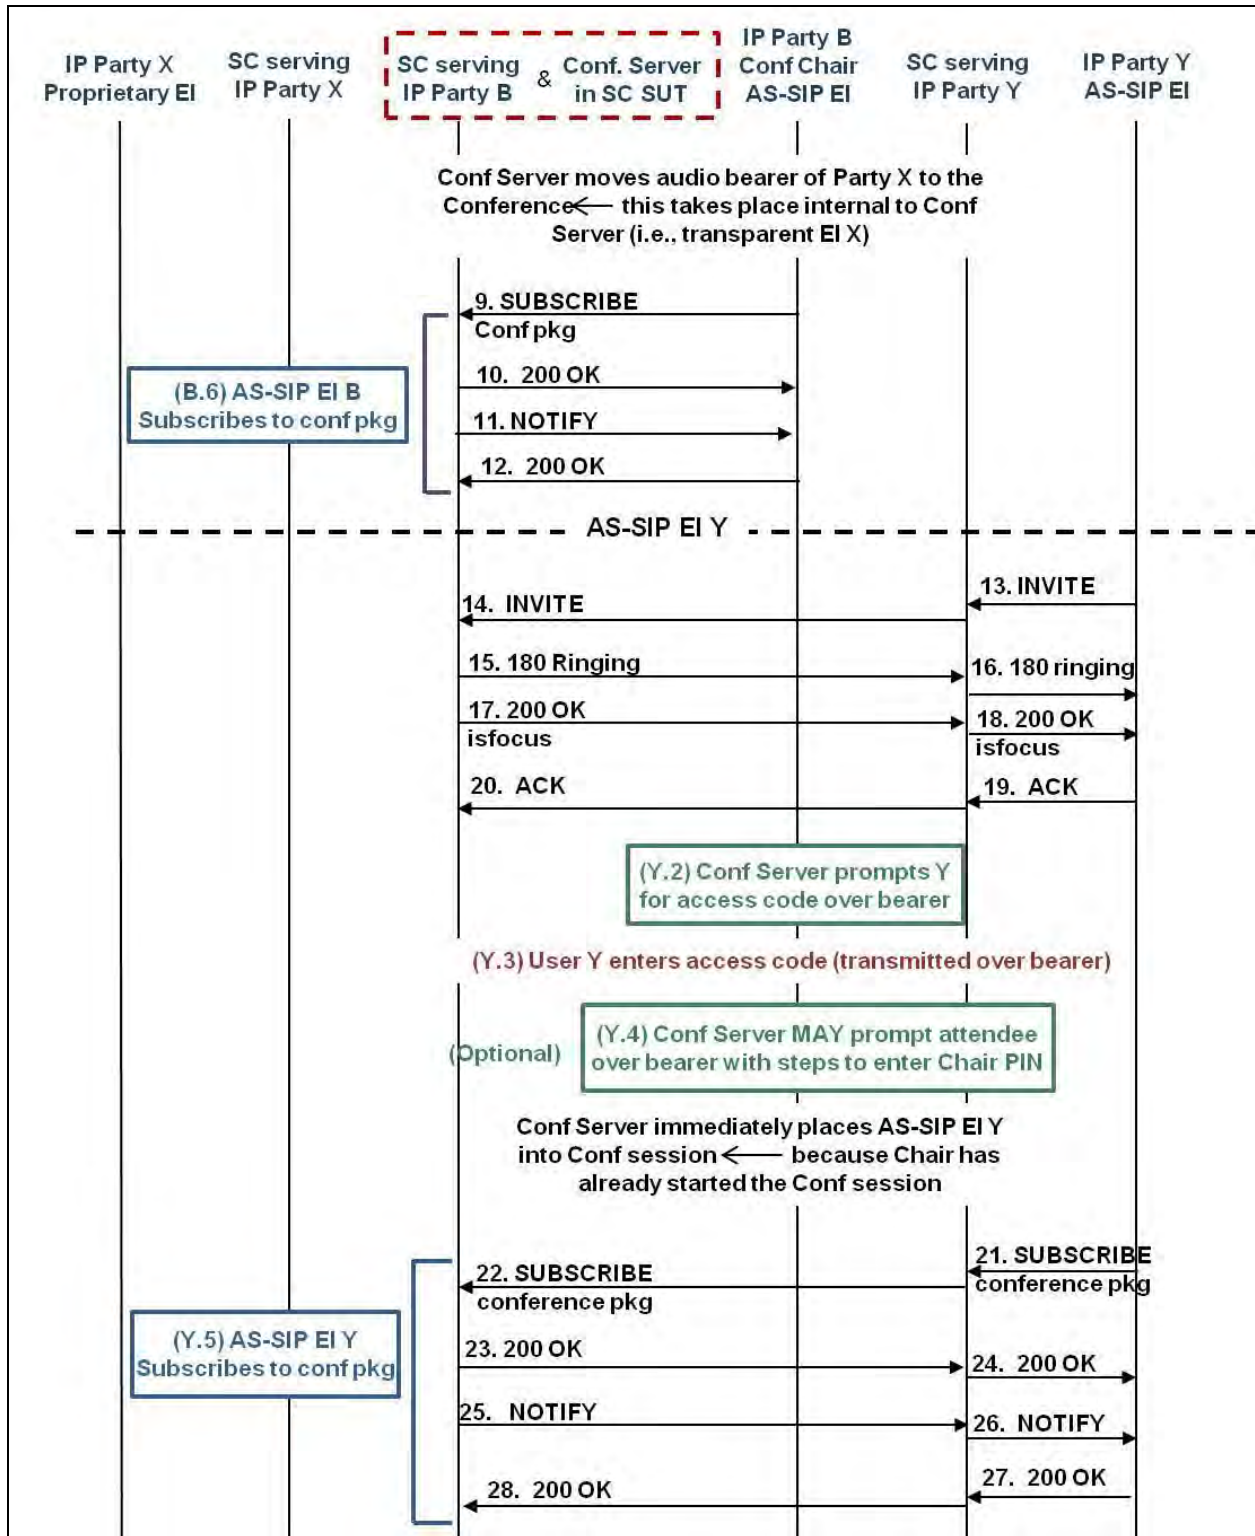 IP Party X
Proprietary EI
SC serving
IP Party X
SC serving
IP Party B
&
Conf. Server
in SC SUT
IP Party B
Conf Chair
AS-SIP EI
SC serving
IP Party Y
IP Party Y
AS-SIP EI
Conf Server moves audio bearer of Party X to the
Conference this takes place internal to Conf
Server (i.e., transparent EI X)
9. SUBSCRIBE
Conf pkg
(B.6) AS-SIP EI B
Subscribes to conf pkg
10. 200 OK
11. NOTIFY
12. 200 OK
AS-SIP EI Y
13. INVITE
14. INVITE
15. 180 Ringing
16. 180 ringing
17. 200 OK
isfocus
18. 200 OK
isfocus
20. ACK
19. ACK
(Y.2) Conf Server prompts Y
for access code over bearer
(Y.3) User Y enters access code (transmitted over bearer)
(Optional)
(Y.4) Conf Server MAY prompt attendee
over bearer with steps to enter Chair PIN
Conf Server immediately places AS-SIP EI Y
into Conf session because Chair has
already started the Conf session
21. SUBSCRIBE
conference pkg
22. SUBSCRIBE
conference pkg
(Y.5) AS-SIP EI Y
Subscribes to conf pkg
23. 200 OK
24. 200 OK
25. NOTIFY
26. NOTIFY
27. 200 OK
28. 200 OK